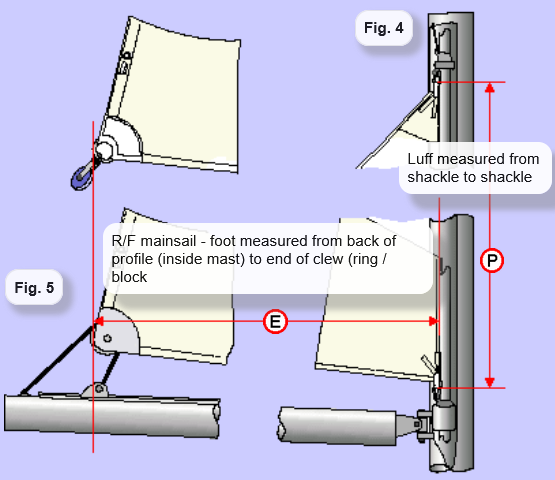 Fig. 4
Luff measured from
shackle to shackle
R/F mainsail - foot measured from back of
profile (inside mast) to end of clew (ring /
block
P
Fig. 5
E